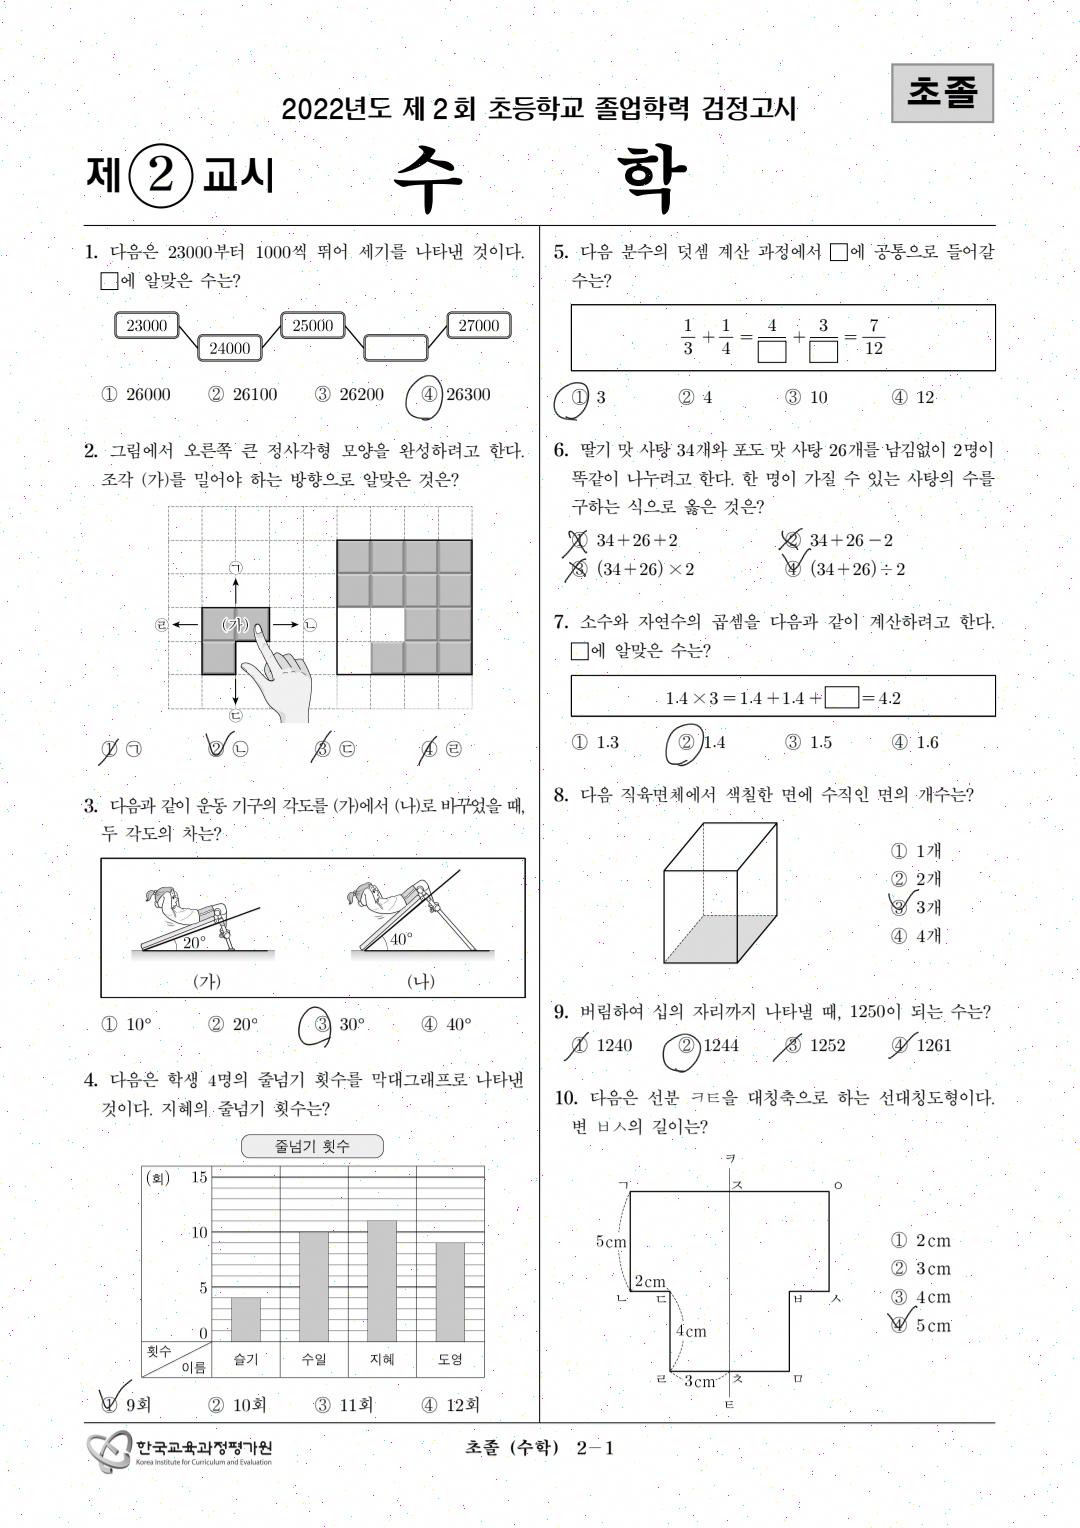 초졸
2022년도 제 2 회 초등학교 졸업학력 검정고시
제 ② 교시 수 학
1. 다음은 23000부터 1000씩 뛰어 세기를 나타낸 것이다.
□에 알맞은 수는?
23000 25000 27000
24000
① 26000 ② 26100 ③ 26200 ④ 26300
2. 그림에서 오른쪽 큰 정사각형 모양을 완성하려고 한다.
조각 (가)를 밀어야 하는 방향으로 알맞은 것은?
㉠
㉣ (가) ㉡
㉢
① ㉠ ② ㉡ ③ ㉢ ④ ㉣
3. 다음과 같이 운동 기구의 각도를 (가)에서 (나)로 바꾸었을 때,
두 각도의 차는?
20° 40°
(가) (나)
① 10° ② 20° ③ 30° ④ 40°
4. 다음은 학생 4명의 줄넘기 횟수를 막대그래프로 나타낸
것이다. 지혜의 줄넘기 횟수는?
줄넘기 횟수
(회) 15
10
5
0
횟수
이름 슬기 수일 지혜 도영
① 9회 ② 10회 ③ 11회 ④ 12회
5. 다음 분수의 덧셈 계산 과정에서 □에 공통으로 들어갈
수는?
1/3 + 1/4 = 4/□ + 3/□ = 7/12
① 3 ② 4 ③ 10 ④ 12
6. 딸기 맛 사탕 34개와 포도 맛 사탕 26개를 남김없이 2명이
똑같이 나누려고 한다. 한 명이 가질 수 있는 사탕의 수를
구하는 식으로 옳은 것은?
① 34+26+2 ② 34+26-2
③ (34+26)×2 ④ (34+26)÷2
7. 소수와 자연수의 곱셈을 다음과 같이 계산하려고 한다.
□에 알맞은 수는?
1.4×3=1.4+1.4+□=4.2
① 1.3 ② 1.4 ③ 1.5 ④ 1.6
8. 다음 직육면체에서 색칠한 면에 수직인 면의 개수는?
① 1개
② 2개
③ 3개
④ 4개
9. 버림하여 십의 자리까지 나타낼 때, 1250이 되는 수는?
① 1240 ② 1244 ③ 1252 ④ 1261
10. 다음은 선분 ㅋㅌ을 대칭축으로 하는 선대칭도형이다.
변 ㅂㅅ의 길이는?
ㅋ
ㄱ ㅈ ㅇ
5cm
2cm
ㄴ ㄷ ㅂ ㅅ
4cm
ㄹ 3cm ㅊ ㅁ
ㅌ
① 2cm
② 3cm
③ 4cm
④ 5cm
한국교육과정평가원
Korea Institute for Curriculum and Evaluation
초졸 (수학) 2-1